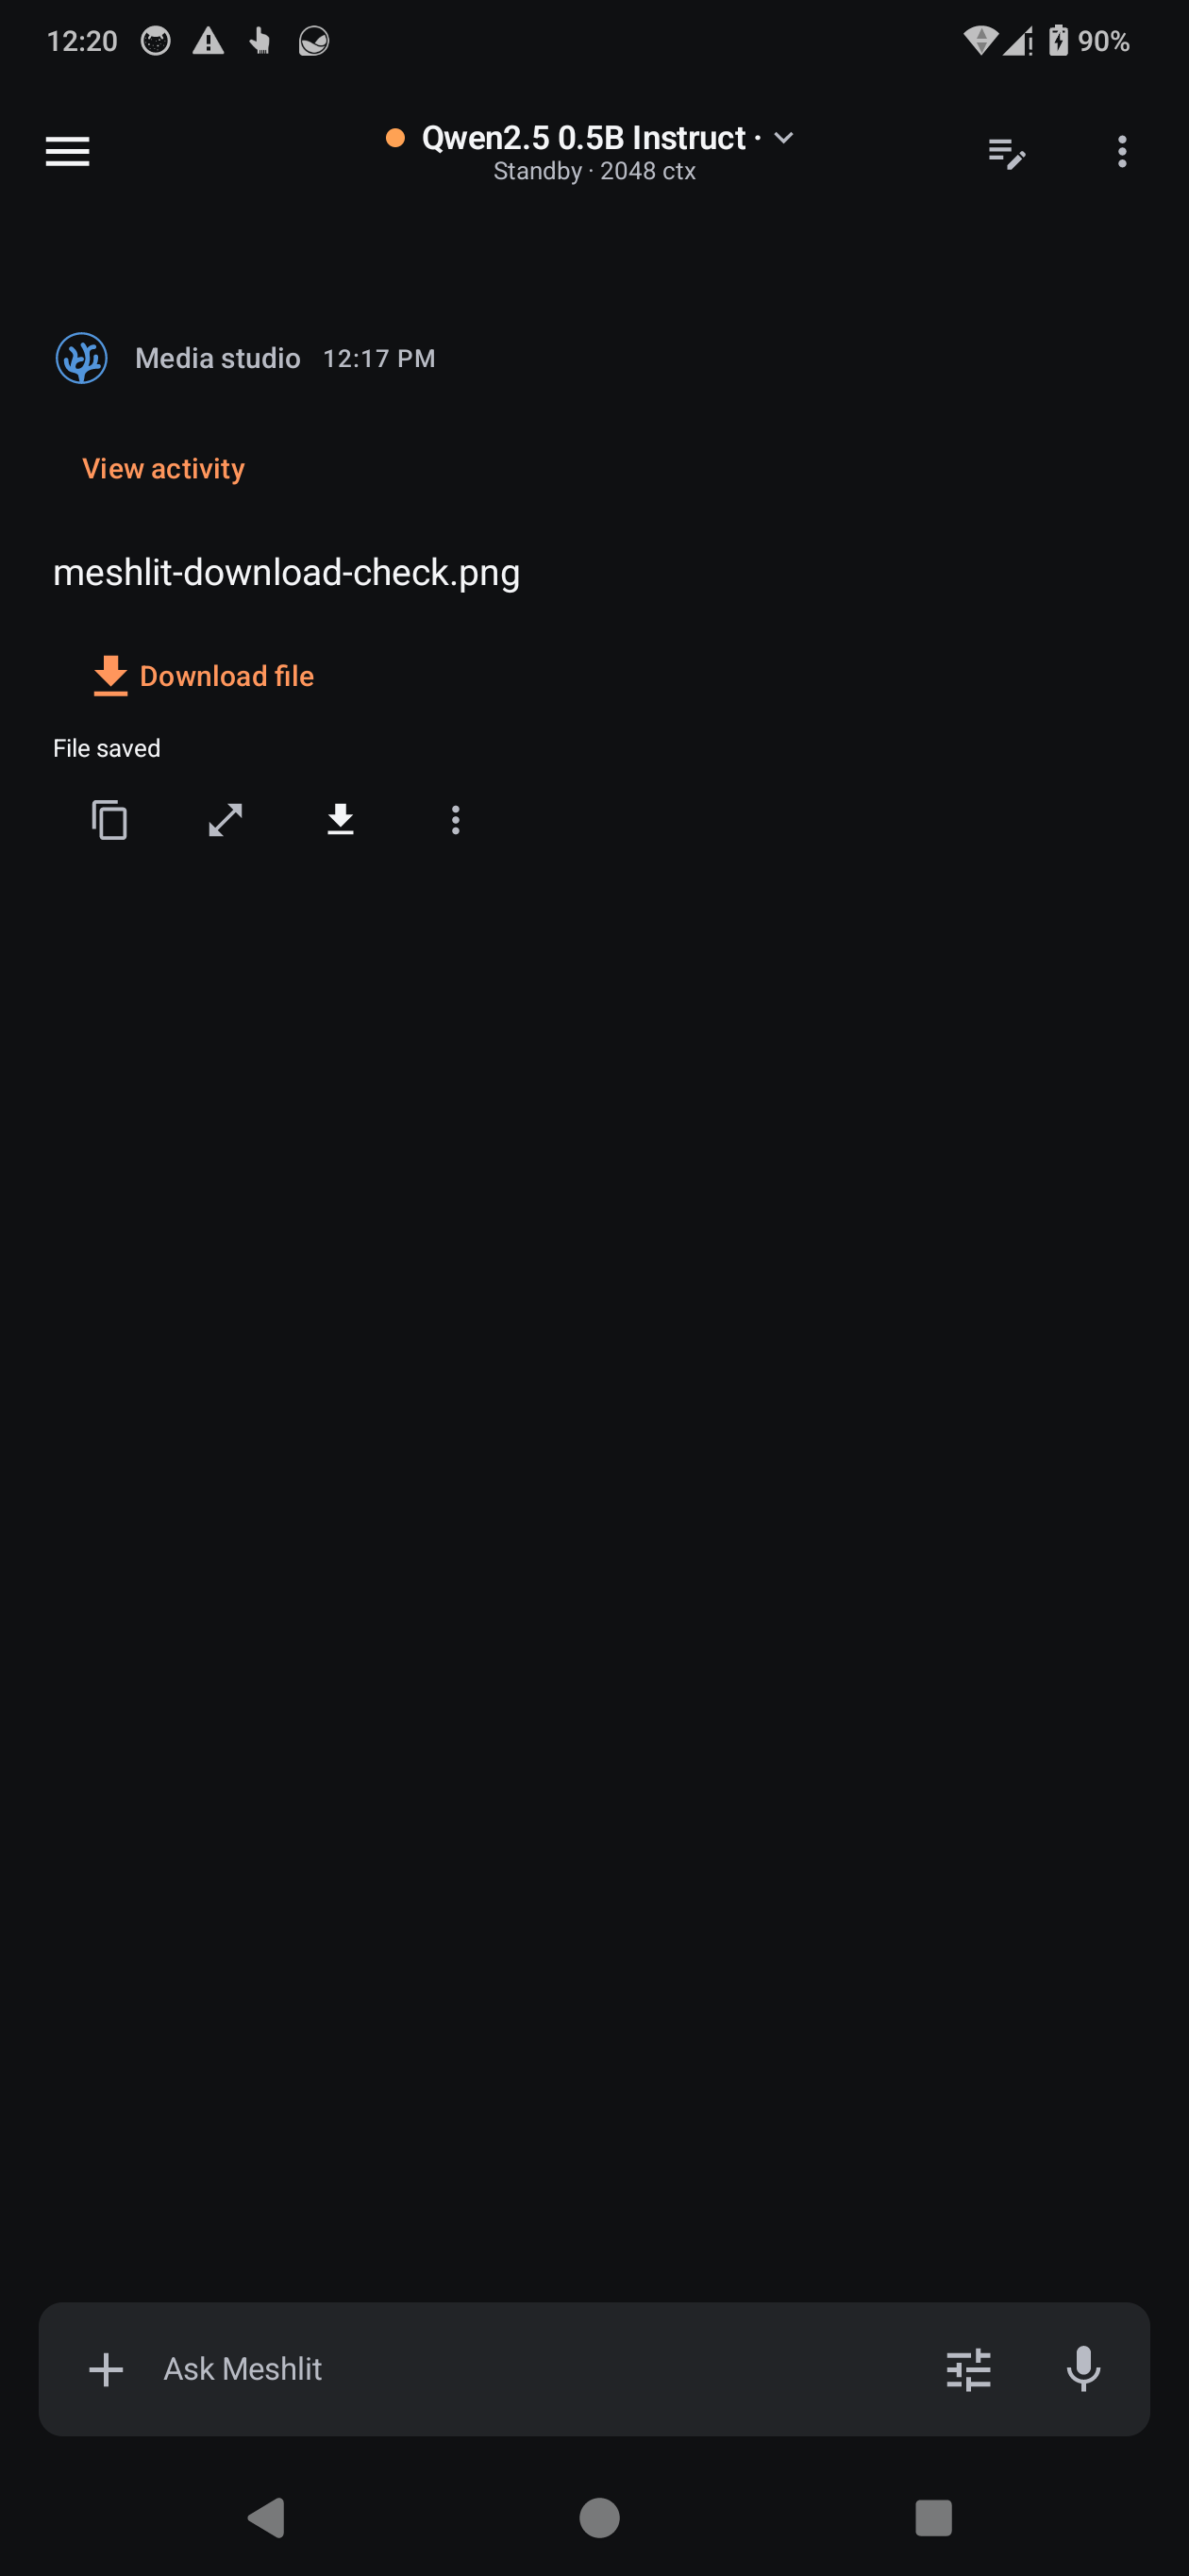 12:20
90%
Qwen2.5 0.5B Instruct ·
Standby · 2048 ctx
Media studio 12:17 PM
View activity
meshlit-download-check.png
Download file
File saved
Ask Meshlit